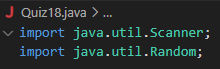 J Quiz18.java > ...
import java.util.Scanner;
import java.util.Random;